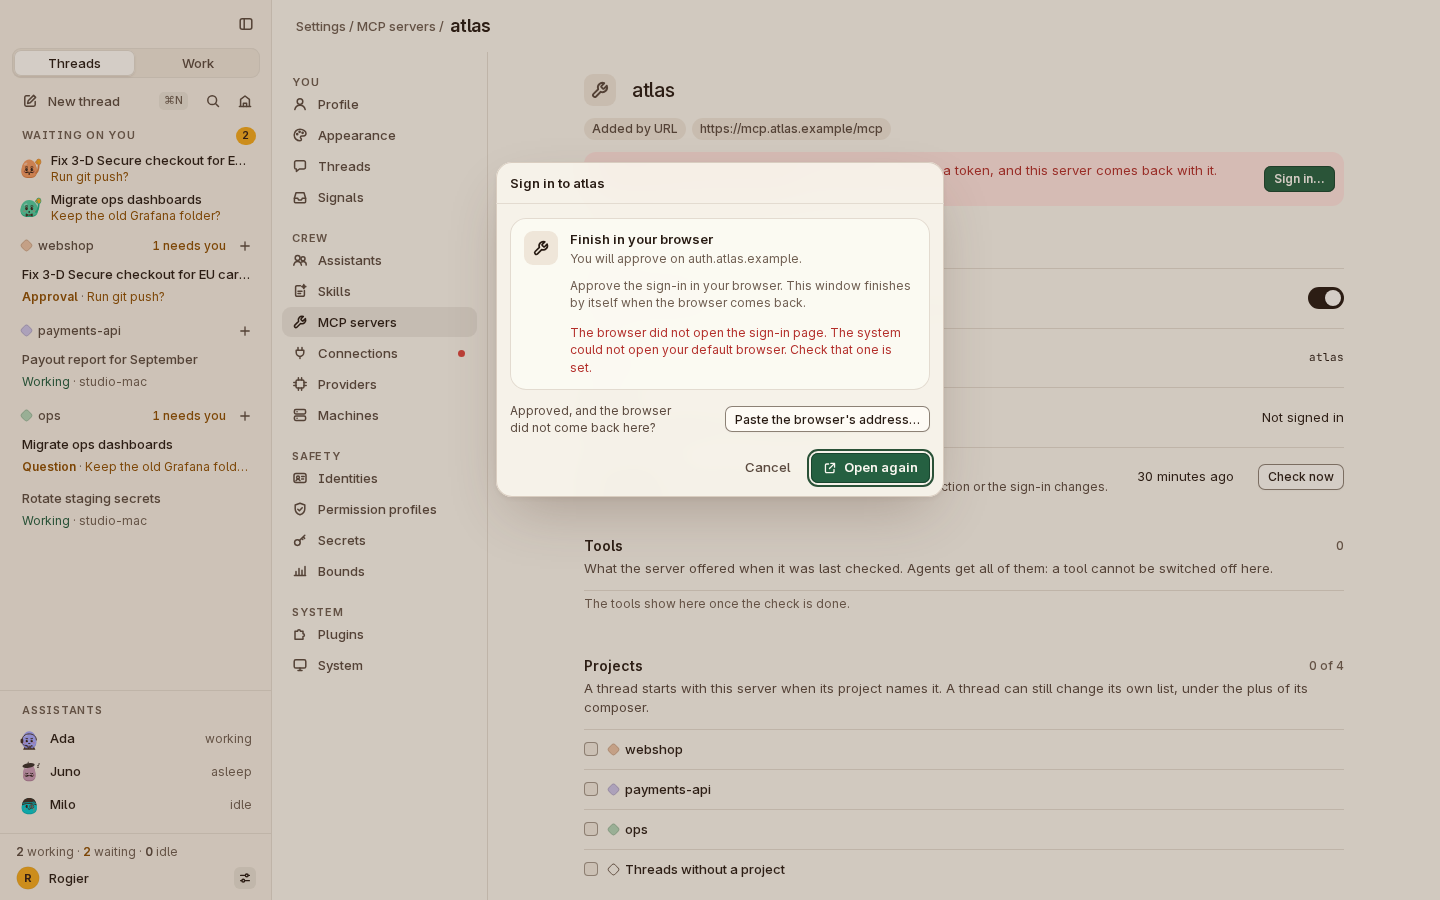 Threads
Work
New thread
⌘N
WAITING ON YOU
2
Fix 3-D Secure checkout for E...
Run git push?
Migrate ops dashboards
Keep the old Grafana folder?
webshop
1 needs you
Fix 3-D Secure checkout for EU car...
Approval · Run git push?
payments-api
Payout report for September
Working · studio-mac
ops
1 needs you
Migrate ops dashboards
Question · Keep the old Grafana fold...
Rotate staging secrets
Working · studio-mac
ASSISTANTS
Ada
working
Juno
asleep
Milo
idle
2 working · 2 waiting · 0 idle
R
Rogier
Settings / MCP servers / atlas
YOU
Profile
Appearance
Threads
Signals
CREW
Assistants
Skills
MCP servers
Connections
Providers
Machines
SAFETY
Identities
Permission profiles
Secrets
Bounds
SYSTEM
Plugins
System
atlas
Added by URL
https://mcp.atlas.example/mcp
a token, and this server comes back with it.
Sign in...
Sign in to atlas
Finish in your browser
You will approve on auth.atlas.example.
Approve the sign-in in your browser. This window finishes
by itself when the browser comes back.
The browser did not open the sign-in page. The system
could not open your default browser. Check that one is
set.
Approved, and the browser
did not come back here?
Paste the browser's address...
Cancel
Open again
atlas
Not signed in
ction or the sign-in changes.
30 minutes ago
Check now
Tools
0
What the server offered when it was last checked. Agents get all of them: a tool cannot be switched off here.
The tools show here once the check is done.
Projects
0 of 4
A thread starts with this server when its project names it. A thread can still change its own list, under the plus of its
composer.
webshop
payments-api
ops
Threads without a project